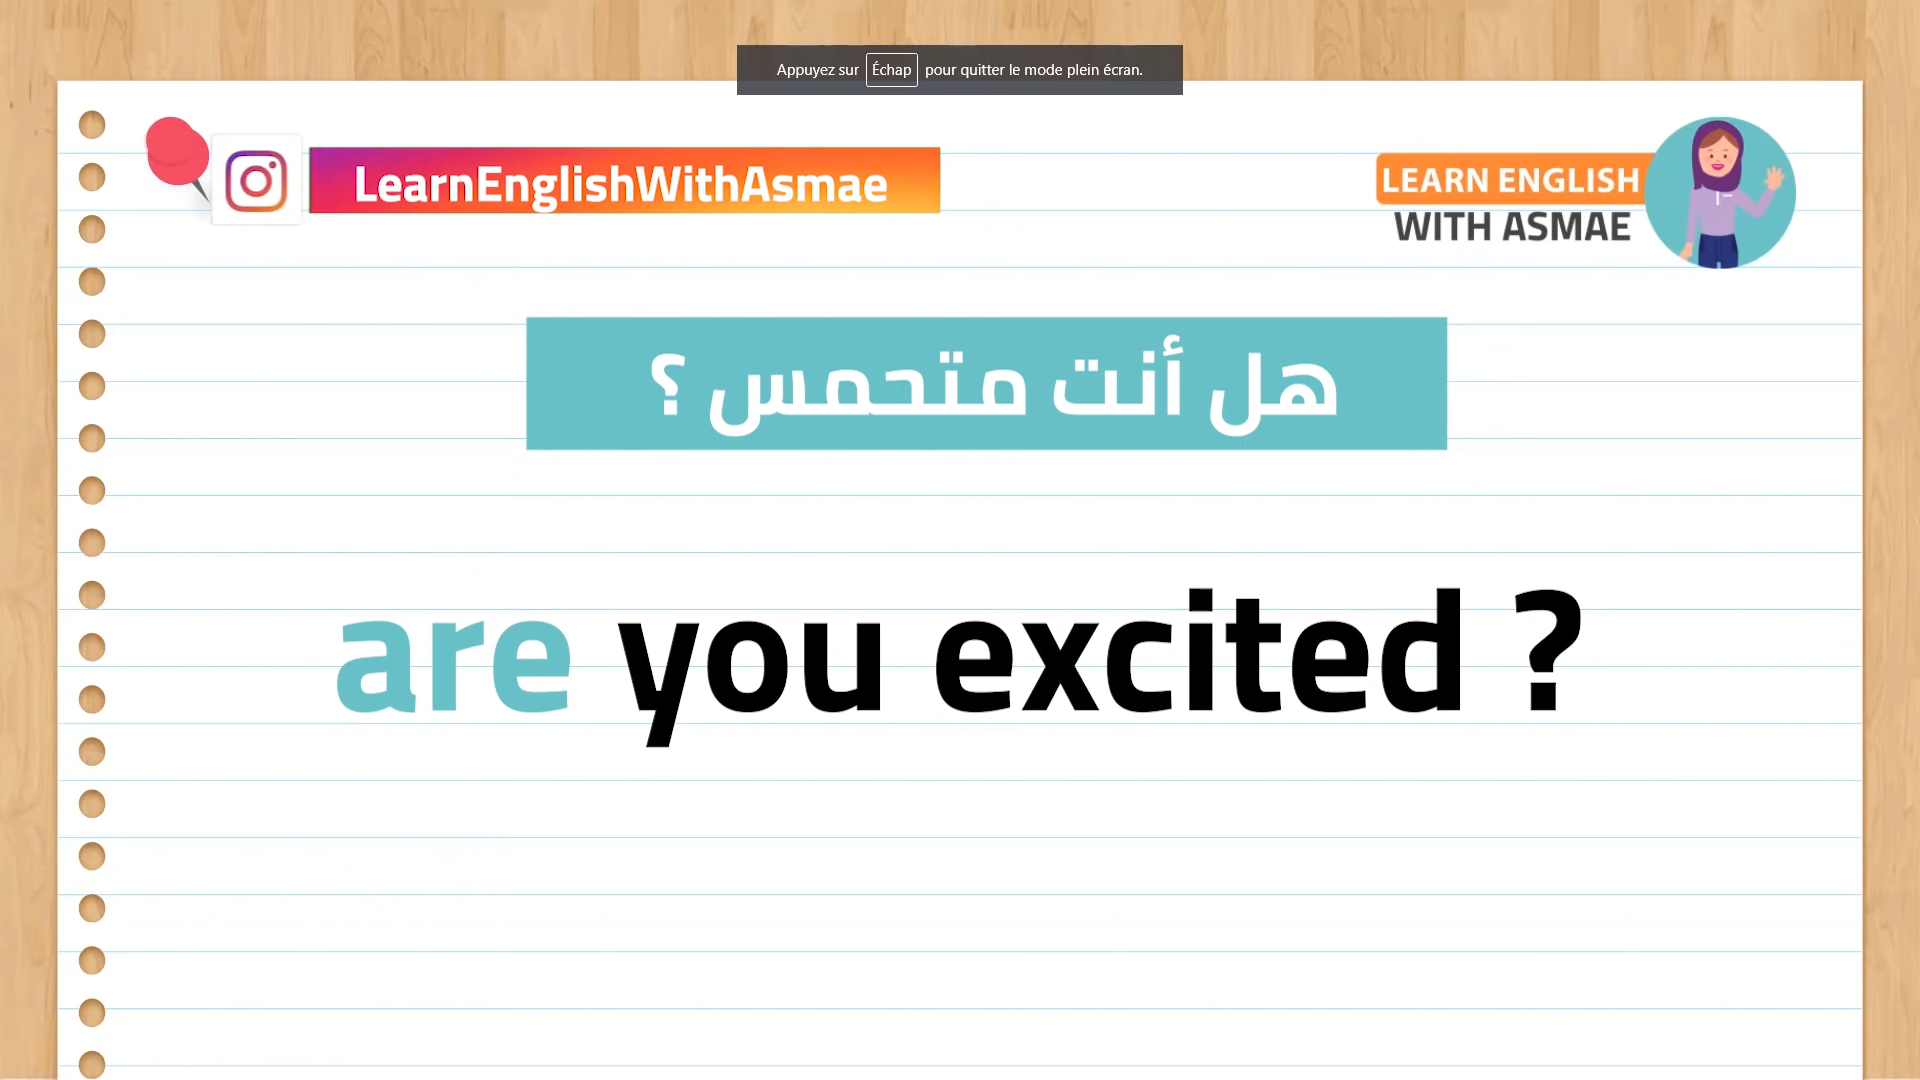 Appuyez sur Échap pour quitter le mode plein écran.
LearnEnglishWithAsmae
LEARN ENGLISH
WITH ASMAE
هل أنت متحمس ؟
are you excited ?